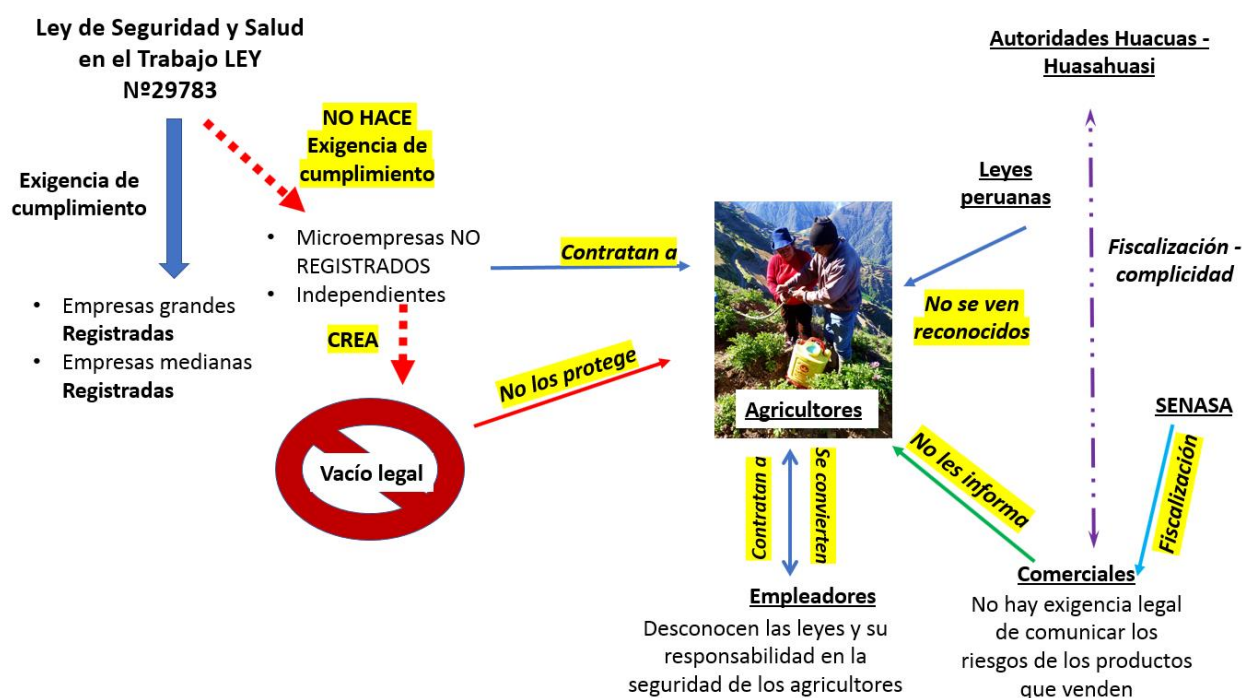 Ley de Seguridad y Salud
en el Trabajo LEY
Nº29783
Exigencia de
cumplimiento
• Empresas grandes
Registradas
• Empresas medianas
Registradas
NO HACE
Exigencia de
cumplimiento
• Microempresas NO
REGISTRADOS
• Independientes
CREA
Vacío legal
Contratan a
No los protege
Agricultores
Leyes
peruanas
No se ven
reconocidos
Autoridades Huacuas -
Huasahuasi
Fiscalización -
complicidad
SENASA
Fiscalización
No les informa
Contratan a
Se convierten
Empleadores
Desconocen las leyes y su
responsabilidad en la
seguridad de los agricultores
Comerciales
No hay exigencia legal
de comunicar los
riesgos de los productos
que venden